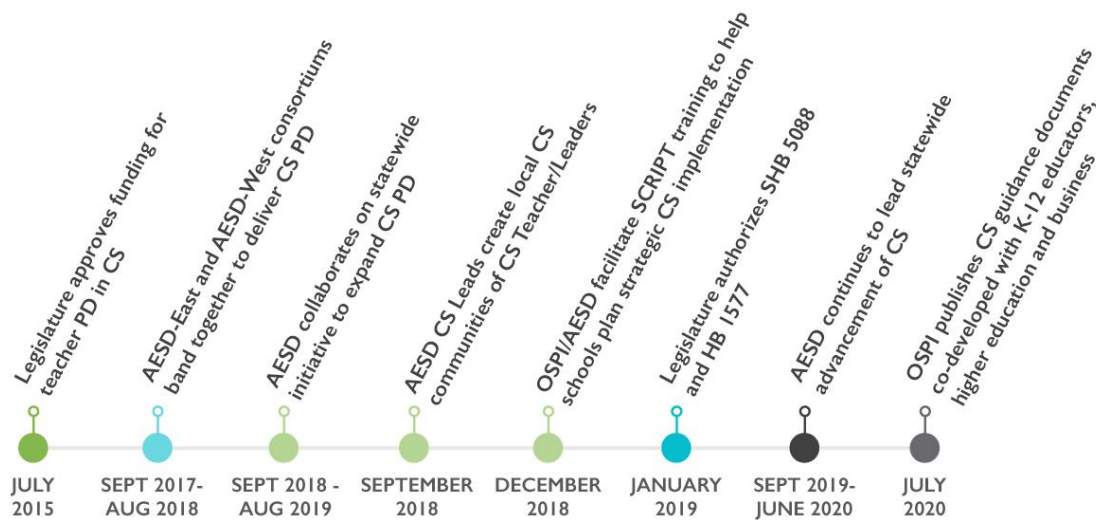 Legislature approves funding for
teacher PD in CS
AESD-East and AESD-West consortiums
band together to deliver CS PD
AESD collaborates on statewide
initiative to expand CS PD
AESD CS Leads create local CS
communities of CS Teacher/Leaders
OSPI/AESD facilitate SCRIPT training to help
schools plan strategic CS implementation
Legislature authorizes SHB 5088
and HB 1577
AESD continues to lead statewide
advancement of CS
OSPI publishes CS guidance documents
co-developed with K-12 educators,
higher education and business
JULY
2015
SEPT 2017-
AUG 2018
SEPT 2018 -
AUG 2019
SEPTEMBER
2018
DECEMBER
2018
JANUARY
2019
SEPT 2019-
JUNE 2020
JULY
2020